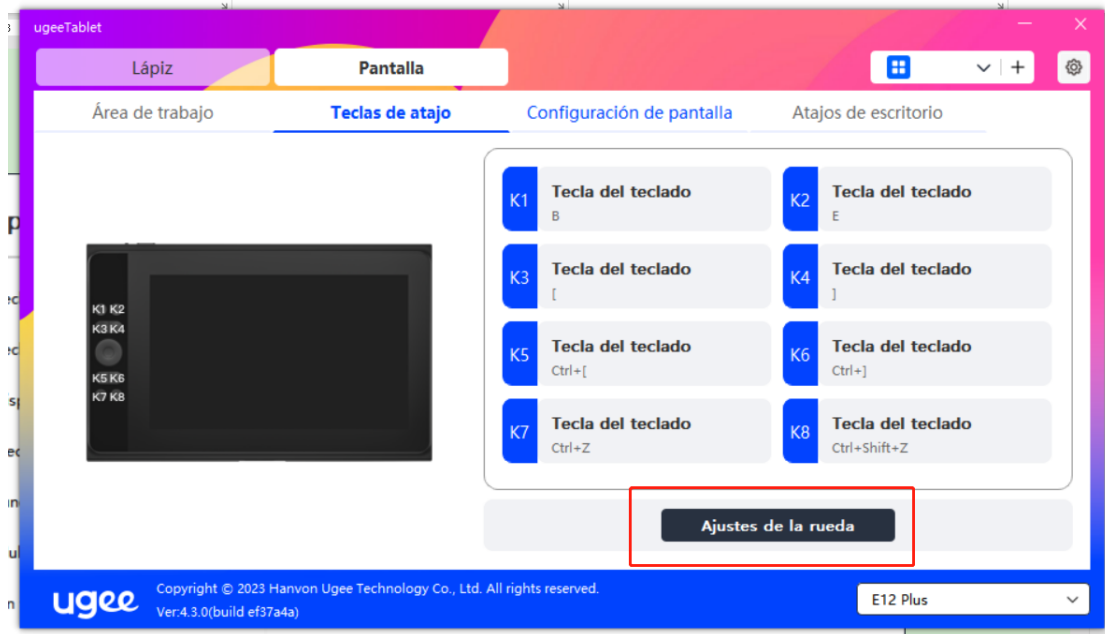 ugeeTablet
Lápiz
Pantalla
Área de trabajo
Teclas de atajo
Configuración de pantalla
Atajos de escritorio
K1 K2
K3 K4
K5 K6
K7 K8
K1
Tecla del teclado
B
K2
Tecla del teclado
E
K3
Tecla del teclado
[
K4
Tecla del teclado
]
K5
Tecla del teclado
Ctrl+[
K6
Tecla del teclado
Ctrl+]
K7
Tecla del teclado
Ctrl+Z
K8
Tecla del teclado
Ctrl+Shift+Z
Ajustes de la rueda
ugee
Copyright © 2023 Hanvon Ugee Technology Co., Ltd. All rights reserved.
Ver:4.3.0(build ef37a4a)
E12 Plus